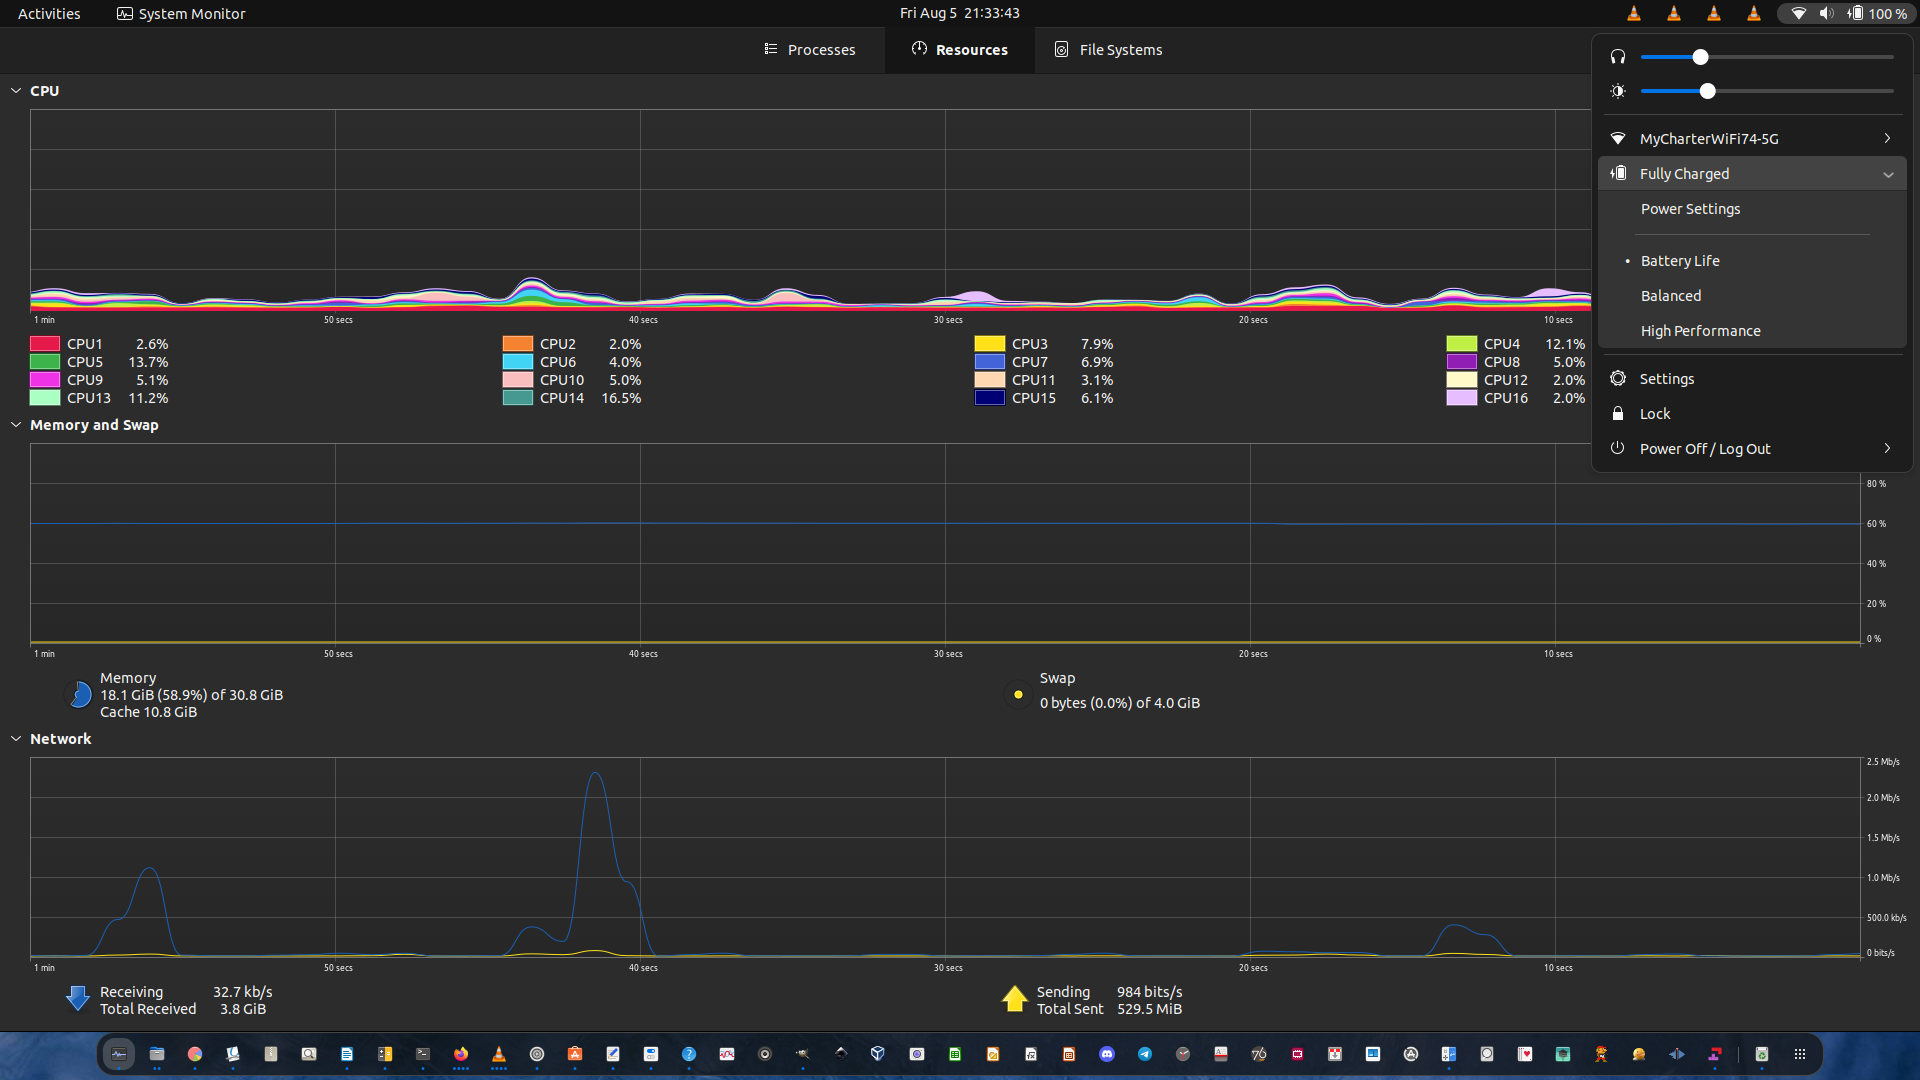 Activities
System Monitor
Fri Aug 5 21:33:43
100 %
Processes
Resources
File Systems
CPU
1 min
50 secs
40 secs
30 secs
20 secs
10 secs
CPU1 2.6%
CPU2 2.0%
CPU3 7.9%
CPU4 12.1%
CPU5 13.7%
CPU6 4.0%
CPU7 6.9%
CPU8 5.0%
CPU9 5.1%
CPU10 5.0%
CPU11 3.1%
CPU12 2.0%
CPU13 11.2%
CPU14 16.5%
CPU15 6.1%
CPU16 2.0%
MyCharterWiFi74-5G
Fully Charged
Power Settings
Battery Life
Balanced
High Performance
Settings
Lock
Power Off / Log Out
Memory and Swap
80 %
60 %
40 %
20 %
0 %
1 min
50 secs
40 secs
30 secs
20 secs
10 secs
Memory
18.1 GiB (58.9%) of 30.8 GiB
Cache 10.8 GiB
Swap
0 bytes (0.0%) of 4.0 GiB
Network
2.5 Mb/s
2.0 Mb/s
1.5 Mb/s
1.0 Mb/s
500.0 kb/s
0 bits/s
1 min
50 secs
40 secs
30 secs
20 secs
10 secs
Receiving 32.7 kb/s
Total Received 3.8 GiB
Sending 984 bits/s
Total Sent 529.5 MiB
76